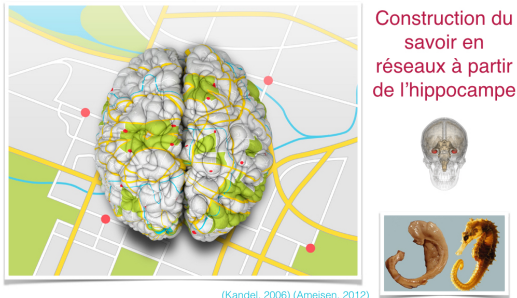 Construction du
savoir en
réseaux à partir
de l'hippocampe
(Kandel, 2006) (Ameisen, 2012)